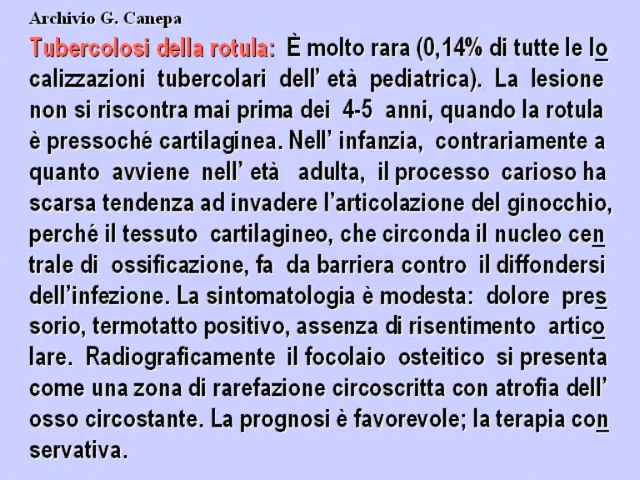 Archivio G. Canepa
Tubercolosi della rotula: È molto rara (0,14% di tutte le lo
calizzazioni tubercolari dell' età pediatrica). La lesione
non si riscontra mai prima dei 4-5 anni, quando la rotula
è pressoché cartilaginea. Nell' infanzia, contrariamente a
quanto avviene nell' età adulta, il processo carioso ha
scarsa tendenza ad invadere l'articolazione del ginocchio,
perché il tessuto cartilagineo, che circonda il nucleo cen
trale di ossificazione, fa da barriera contro il diffondersi
dell'infezione. La sintomatologia è modesta: dolore pres
sorio, termotatto positivo, assenza di risentimento artico
lare. Radiograficamente il focolaio osteitico si presenta
come una zona di rarefazione circoscritta con atrofia dell'
osso circostante. La prognosi è favorevole; la terapia con
servativa.